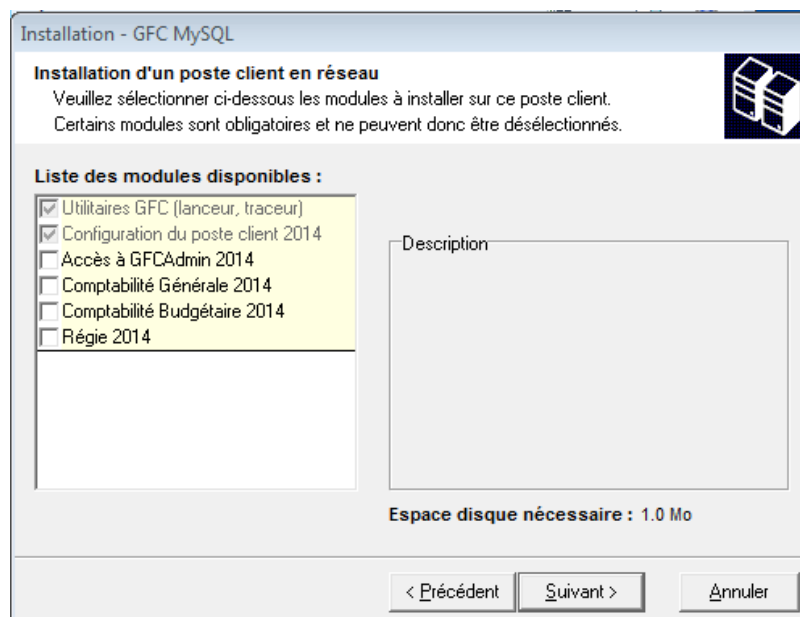 Installation - GFC MySQL
Installation d'un poste client en réseau
Veuillez sélectionner ci-dessous les modules à installer sur ce poste client.
Certains modules sont obligatoires et ne peuvent donc être désélectionnés.
Liste des modules disponibles :
Utilitaires GFC (lanceur, traceur)
Configuration du poste client 2014
Accès à GFCAdmin 2014
Comptabilité Générale 2014
Comptabilité Budgétaire 2014
Régie 2014
Description
Espace disque nécessaire : 1.0 Mo
< Précédent
Suivant >
Annuler